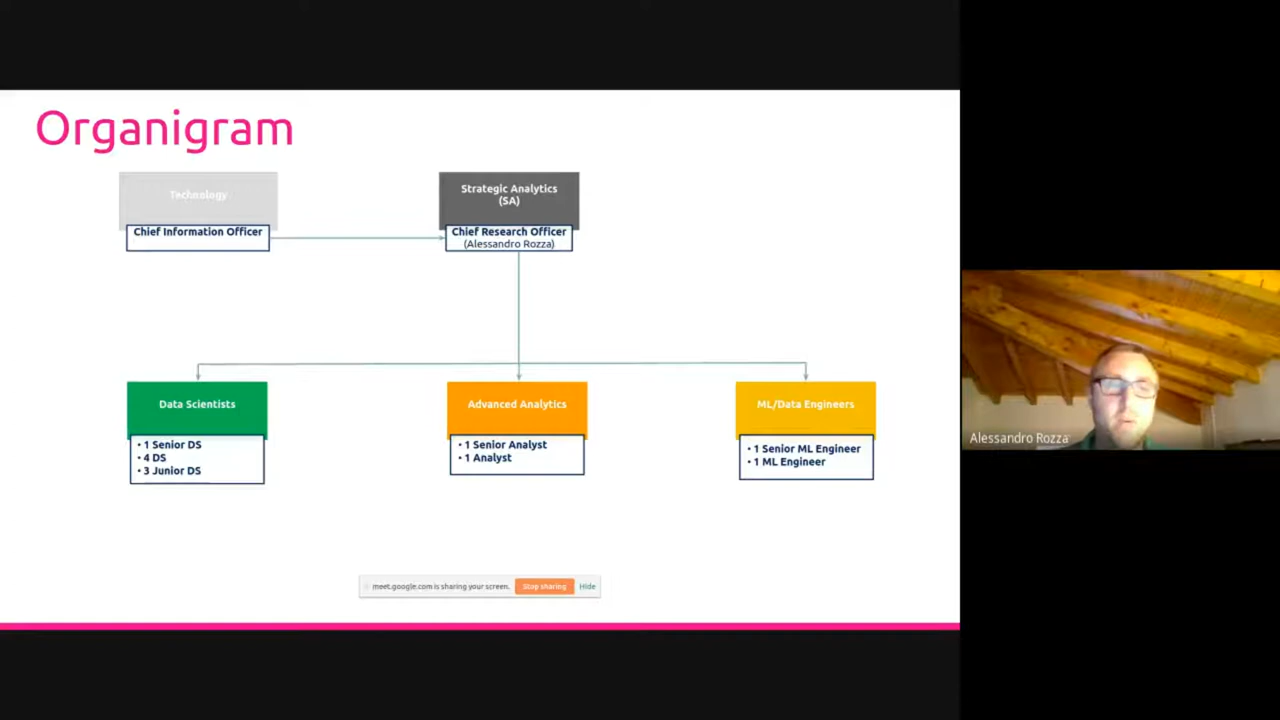 Organigram
Technology
Chief Information Officer
Strategic Analytics
(SA)
Chief Research Officer
(Alessandro Rozza)
Data Scientists
• 1 Senior DS
• 4 DS
• 3 Junior DS
Advanced Analytics
• 1 Senior Analyst
• 1 Analyst
ML/Data Engineers
• 1 Senior ML Engineer
• 1 ML Engineer
meet.google.com is sharing your screen. Stop sharing Hide
Alessandro Rozza